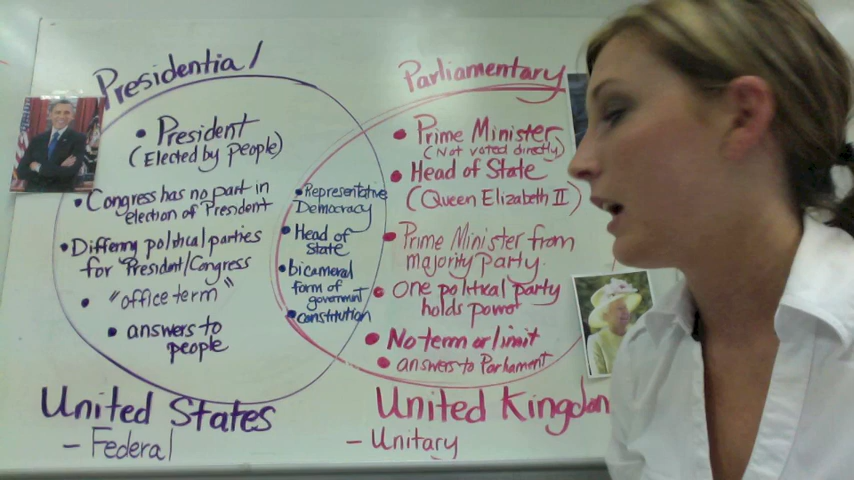 Presidential
• President
(Elected by people)
• Congress has no part in
election of President
• Differing political parties
for President/Congress
• "office term"
• answers to
people
• Representative
Democracy
• Head of
State
• bicameral
form of
government
• constitution
Parliamentary
• Prime Minister
(Not voted directly)
• Head of State
(Queen Elizabeth II)
• Prime Minister from
majority party
• one political party
holds power
• No term or limit
• answers to Parliament
United States
- Federal
United Kingdom
- Unitary